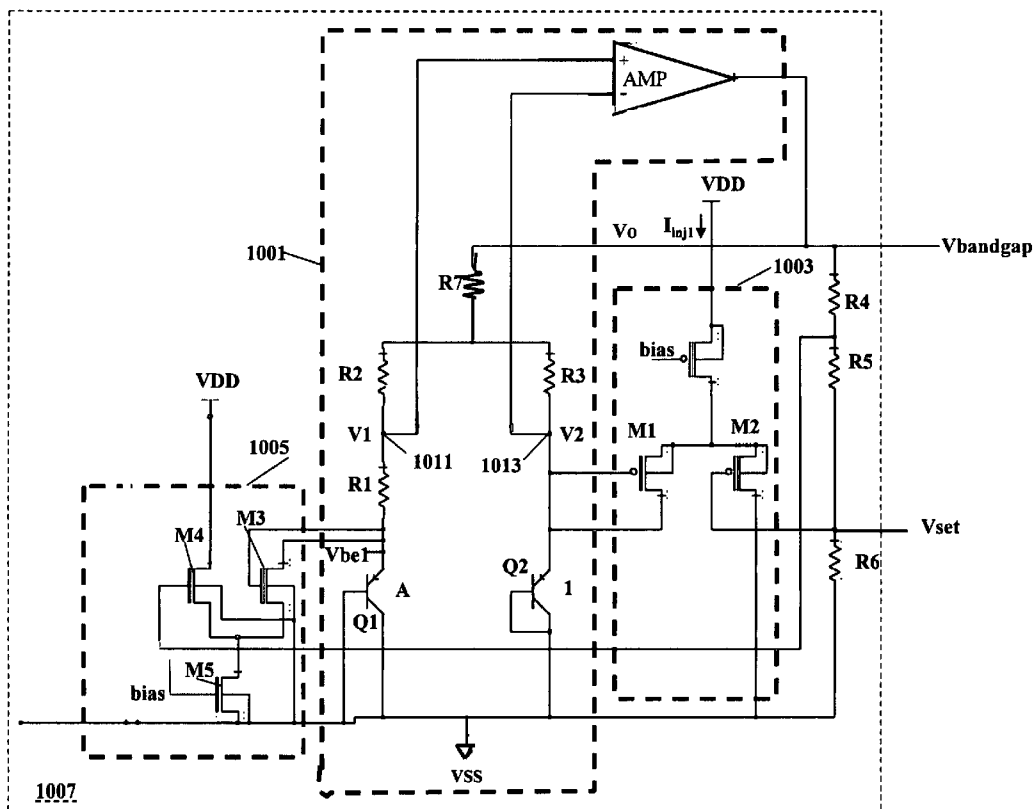 +
AMP
-
VDD
Iinj1
Vo
Vbandgap
1001
1003
R7
R4
bias
R5
R2
R3
VDD
M1
M2
V1
V2
1005
1011
1013
R1
M3
M4
Vset
Vbe1
R6
Q2
A
1
Q1
M5
bias
VSS
1007